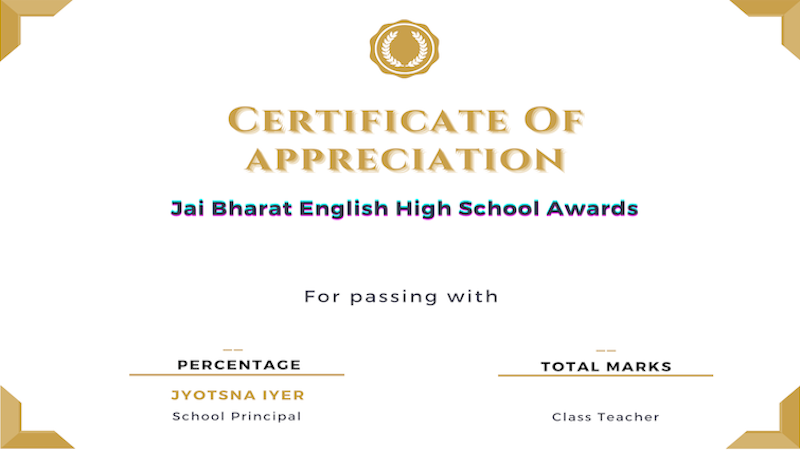 Certificate Of
appreciation
Jai Bharat English High School Awards
For passing with
__ __
PERCENTAGE TOTAL MARKS
JYOTSNA IYER
School Principal Class Teacher